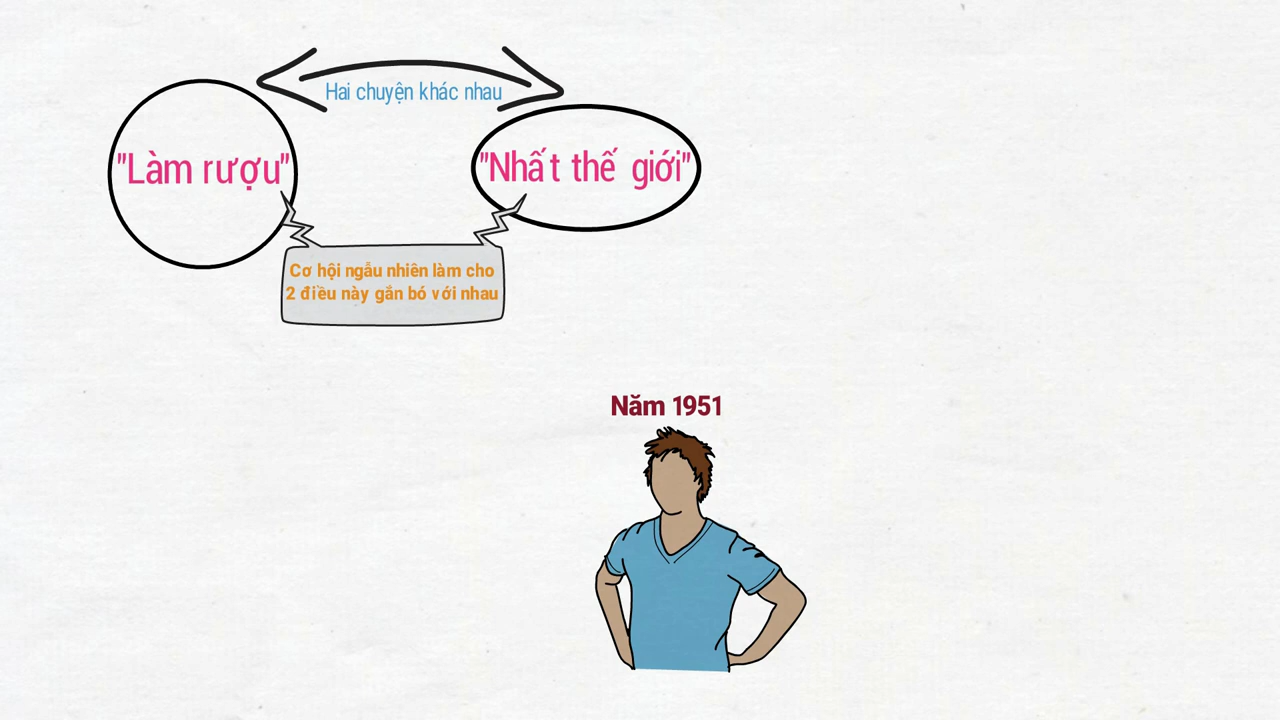 Hai chuyện khác nhau
"Làm rượu"
"Nhất thế giới"
Cơ hội ngẫu nhiên làm cho
2 điều này gắn bó với nhau
Năm 1951